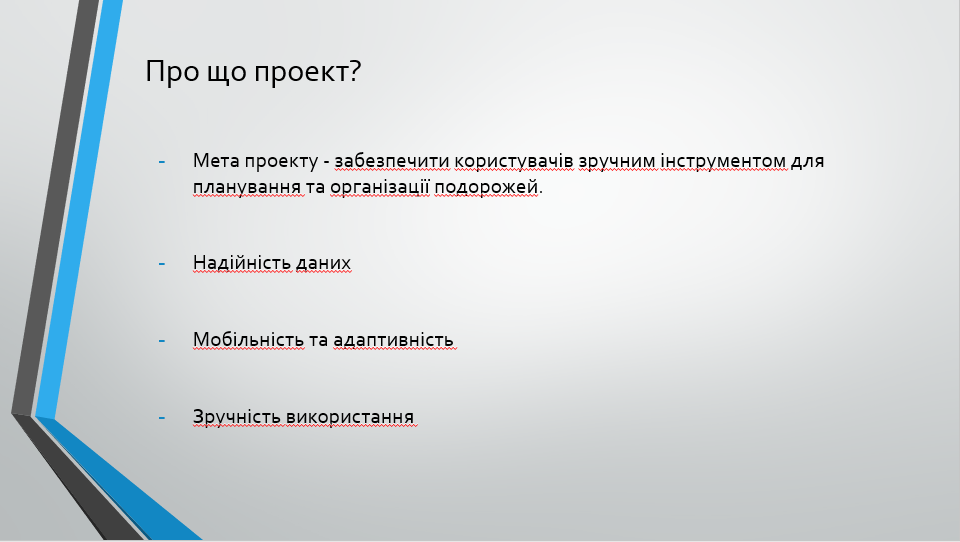 Про що проект?
- Мета проекту - забезпечити користувачів зручним інструментом для
планування та організації подорожей.
- Надійність даних
- Мобільність та адаптивність
- Зручність використання